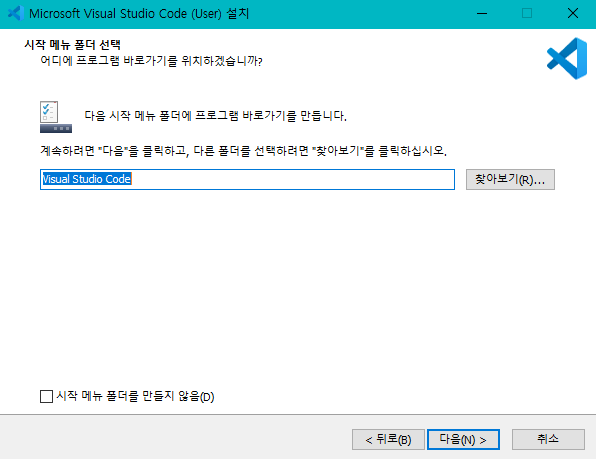 Microsoft Visual Studio Code (User) 설치
시작 메뉴 폴더 선택
어디에 프로그램 바로가기를 위치하겠습니까?
다음 시작 메뉴 폴더에 프로그램 바로가기를 만듭니다.
계속하려면 "다음"을 클릭하고, 다른 폴더를 선택하려면 "찾아보기"를 클릭하십시오.
Visual Studio Code 찾아보기(R)...
시작 메뉴 폴더를 만들지 않음(D)
< 뒤로(B) 다음(N) > 취소